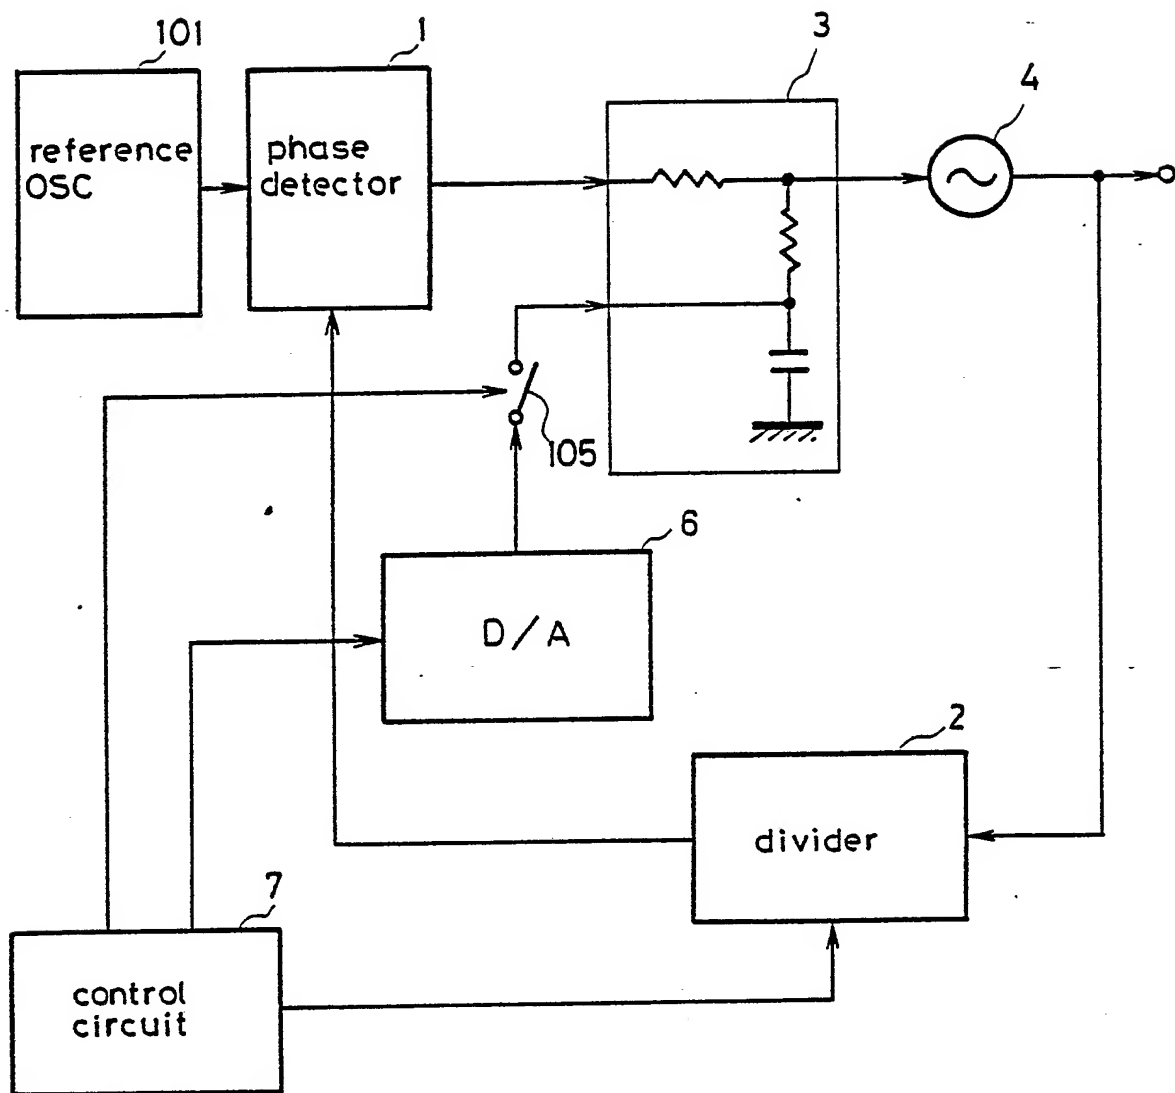 101
1
3
4
reference
OSC
phase
detector
105
6
D/A
2
divider
7
control
circuit